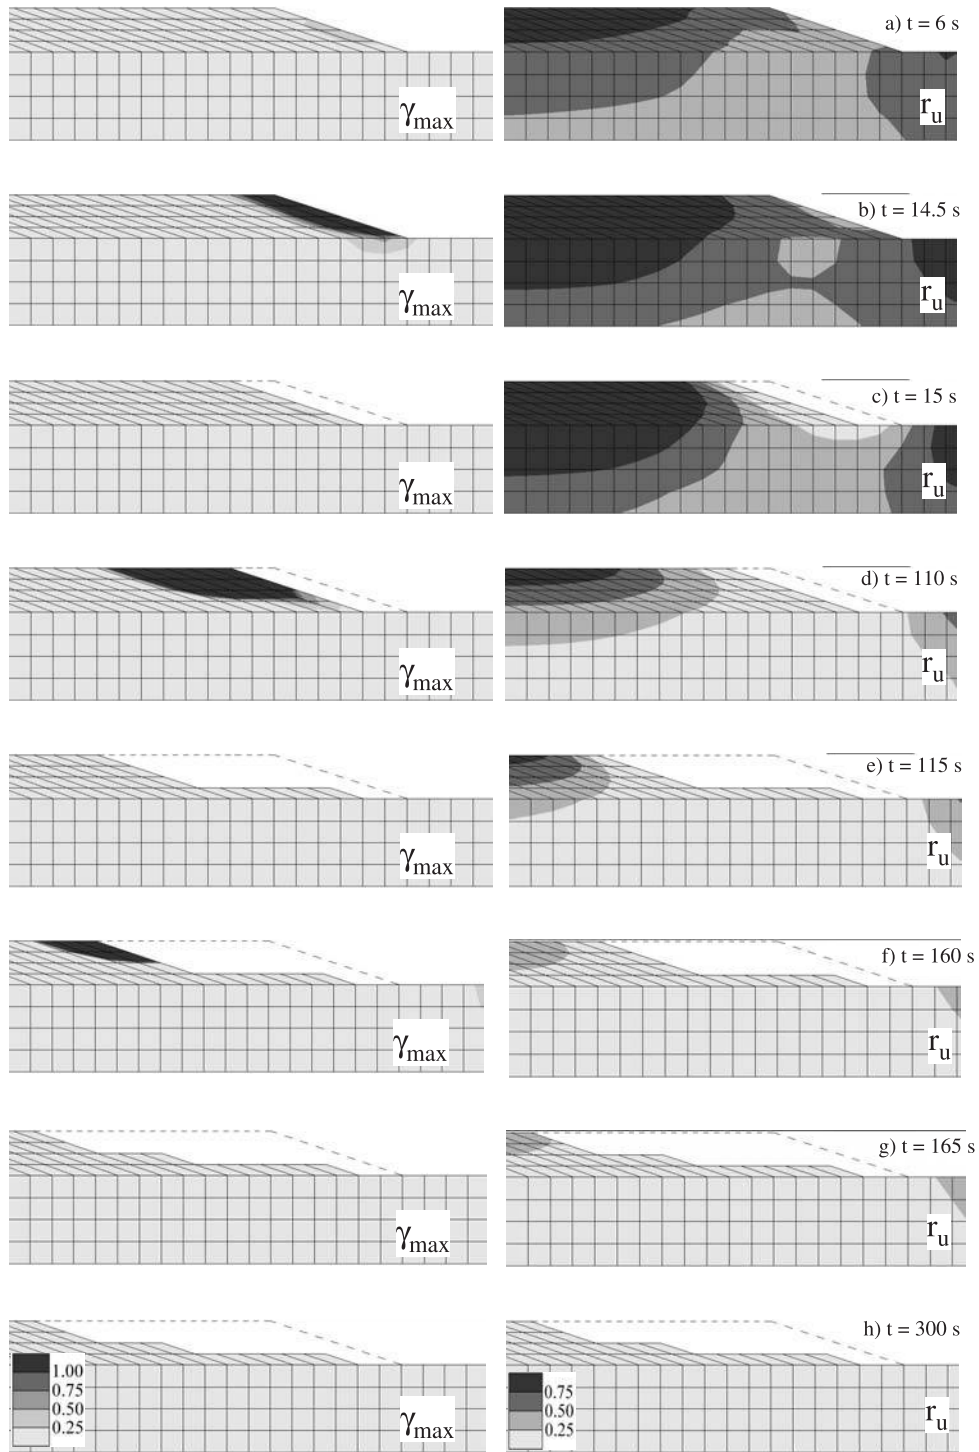 a) t = 6 s
γmax
ru
b) t = 14.5 s
γmax
ru
c) t = 15 s
γmax
ru
d) t = 110 s
γmax
ru
e) t = 115 s
γmax
ru
f) t = 160 s
γmax
ru
g) t = 165 s
γmax
ru
h) t = 300 s
1.00
0.75
0.50
0.25
γmax
0.75
0.50
0.25
ru